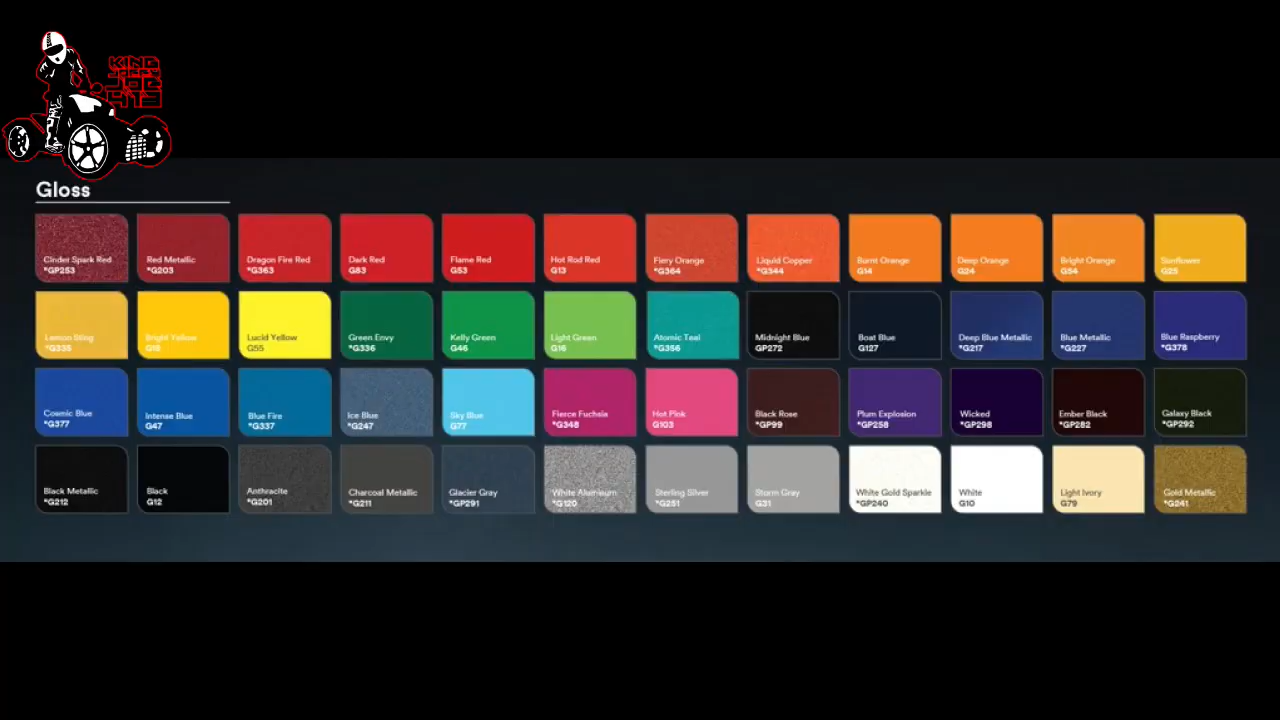 KING
JOE
419
Gloss
Cinder Spark Red
*GP253
Red Metallic
*G203
Dragon Fire Red
*G363
Dark Red
G83
Flame Red
G53
Hot Rod Red
G13
Fiery Orange
*G364
Liquid Copper
*G344
Burnt Orange
G14
Deep Orange
G24
Bright Orange
G54
Sunflower
G25
Lemon Sting
*G335
Bright Yellow
G15
Lucid Yellow
G55
Green Envy
*G336
Kelly Green
G46
Light Green
G16
Atomic Teal
*G356
Midnight Blue
GP272
Boat Blue
G127
Deep Blue Metallic
*G217
Blue Metallic
*G227
Blue Raspberry
*G378
Cosmic Blue
*G377
Intense Blue
G47
Blue Fire
*G337
Ice Blue
*G247
Sky Blue
G77
Fierce Fuchsia
*G348
Hot Pink
G103
Black Rose
*GP99
Plum Explosion
*GP258
Wicked
*GP298
Ember Black
*GP282
Galaxy Black
*GP292
Black Metallic
*G212
Black
G12
Anthracite
*G201
Charcoal Metallic
*G211
Glacier Gray
*GP291
White Aluminum
*G120
Sterling Silver
*G251
Storm Gray
G31
White Gold Sparkle
*GP240
White
G10
Light Ivory
G79
Gold Metallic
*G241